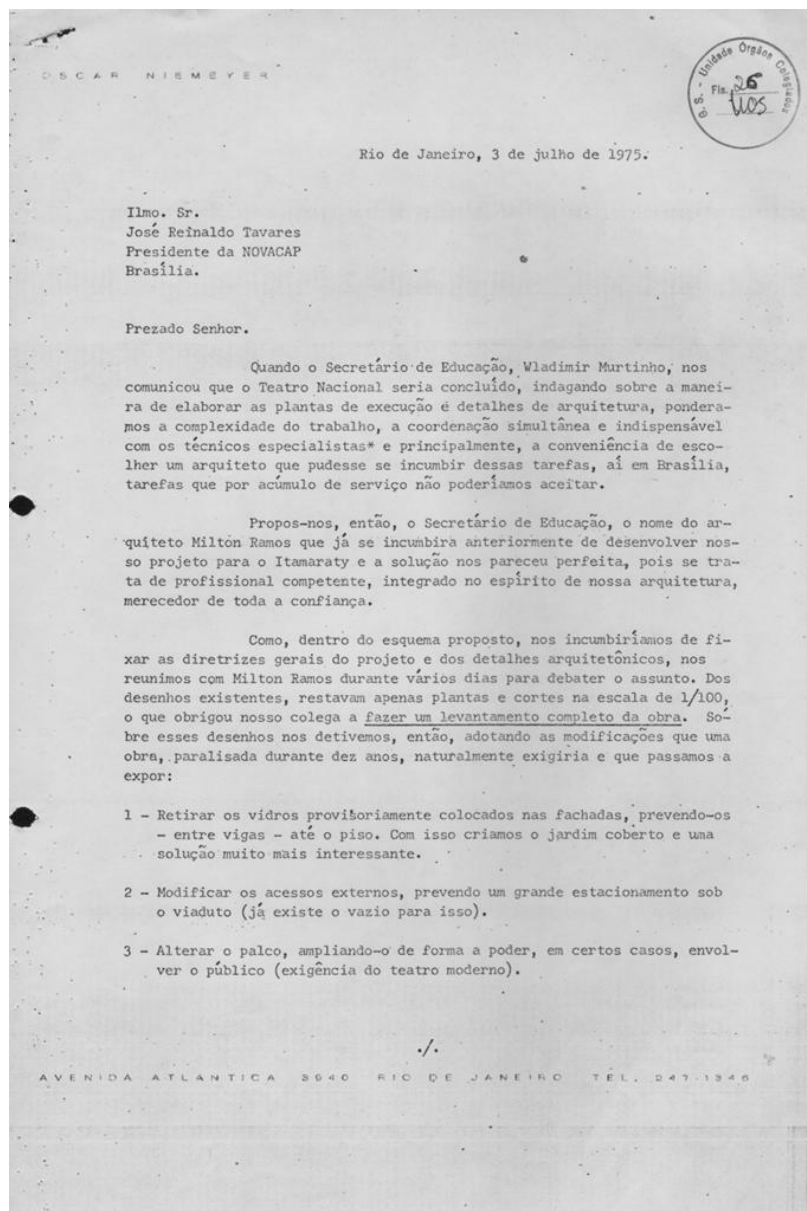 OSCAR NIEMEYER
G.S. - Unidade Órgãos Colegiados
Fls. 26
Rio de Janeiro, 3 de julho de 1975.
Ilmo. Sr.
José Reinaldo Tavares
Presidente da NOVACAP
Brasília.
Prezado Senhor.
Quando o Secretário de Educação, Wladimir Murtinho, nos
comunicou que o Teatro Nacional seria concluído, indagando sobre a manei-
ra de elaborar as plantas de execução é detalhes de arquitetura, pondera-
mos a complexidade do trabalho, a coordenação simultânea e indispensável
com os técnicos especialistas* e principalmente, a conveniência de esco-
lher um arquiteto que pudesse se incumbir dessas tarefas, aí em Brasília,
tarefas que por acúmulo de serviço não poderíamos aceitar.
Propos-nos, então, o Secretário de Educação, o nome do ar-
quiteto Milton Ramos que já se incumbira anteriormente de desenvolver nos-
so projeto para o Itamaraty e a solução nos pareceu perfeita, pois se tra-
ta de profissional competente, integrado no espírito de nossa arquitetura,
merecedor de toda a confiança.
Como, dentro do esquema proposto, nos incumbiríamos de fi-
xar as diretrizes gerais do projeto e dos detalhes arquitetônicos, nos
reunimos com Milton Ramos durante vários dias para debater o assunto. Dos
desenhos existentes, restavam apenas plantas e cortes na escala de 1/100,
o que obrigou nosso colega a fazer um levantamento completo da obra. Sô-
bre esses desenhos nos detivemos, então, adotando as modificações que uma
obra, paralisada durante dez anos, naturalmente exigiria e que passamos a
expor:
1 - Retirar os vidros provisoriamente colocados nas fachadas, prevendo-os
- entre vigas - até o piso. Com isso criamos o jardim coberto e uma
solução muito mais interessante.
2 - Modificar os acessos externos, prevendo um grande estacionamento sob
o viaduto (já existe o vazio para isso).
3 - Alterar o palco, ampliando-o de forma a poder, em certos casos, envol-
ver o público (exigência do teatro moderno).
./.
AVENIDA ATLANTICA 3940 RIO DE JANEIRO TEL. 247-1346